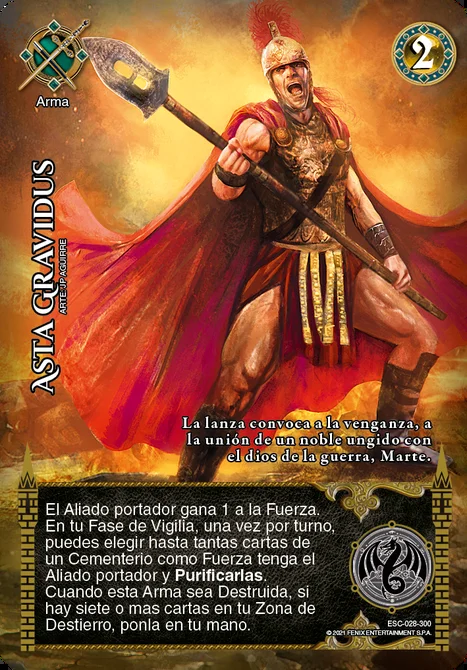 2
Arma
ASTA GRAVIDUS
ARTE: JP AGUIRRE
La lanza convoca a la venganza, a
la unión de un noble ungido con
el dios de la guerra, Marte.
El Aliado portador gana 1 a la Fuerza.
En tu Fase de Vigilia, una vez por turno,
puedes elegir hasta tantas cartas de
un Cementerio como Fuerza tenga el
Aliado portador y Purificarlas.
Cuando esta Arma sea Destruida, si
hay siete o mas cartas en tu Zona de
Destierro, ponla en tu mano.
ESC-028-300
© 2021 FENIX ENTERTAINMENT S.P.A.